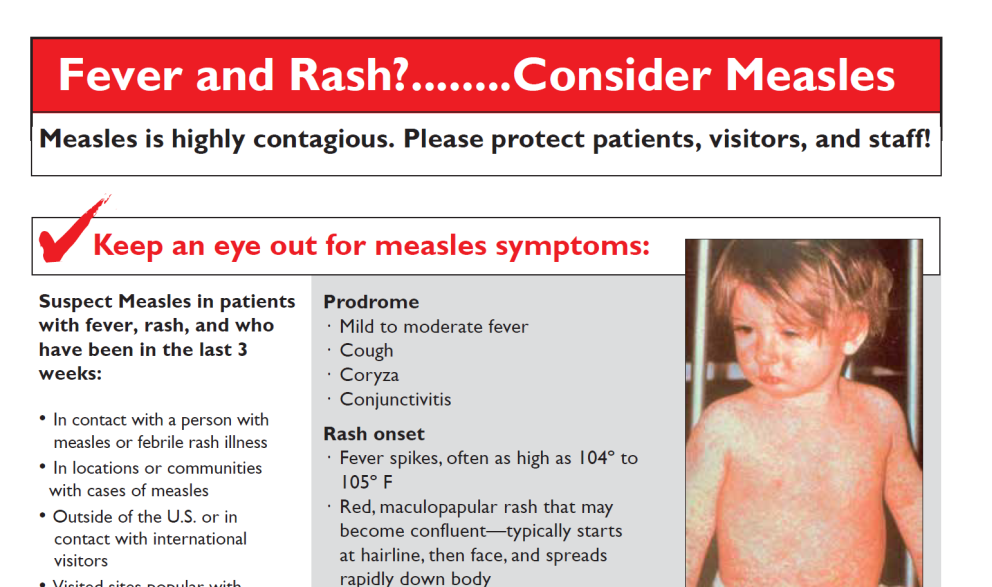 Fever and Rash?........Consider Measles
Measles is highly contagious. Please protect patients, visitors, and staff!
Keep an eye out for measles symptoms:
Suspect Measles in patients
with fever, rash, and who
have been in the last 3
weeks:
• In contact with a person with
measles or febrile rash illness
• In locations or communities
with cases of measles
• Outside of the U.S. or in
contact with international
visitors
• Visited sites popular with
Prodrome
· Mild to moderate fever
· Cough
· Coryza
· Conjunctivitis
Rash onset
· Fever spikes, often as high as 104° to
105° F
· Red, maculopapular rash that may
become confluent—typically starts
at hairline, then face, and spreads
rapidly down body